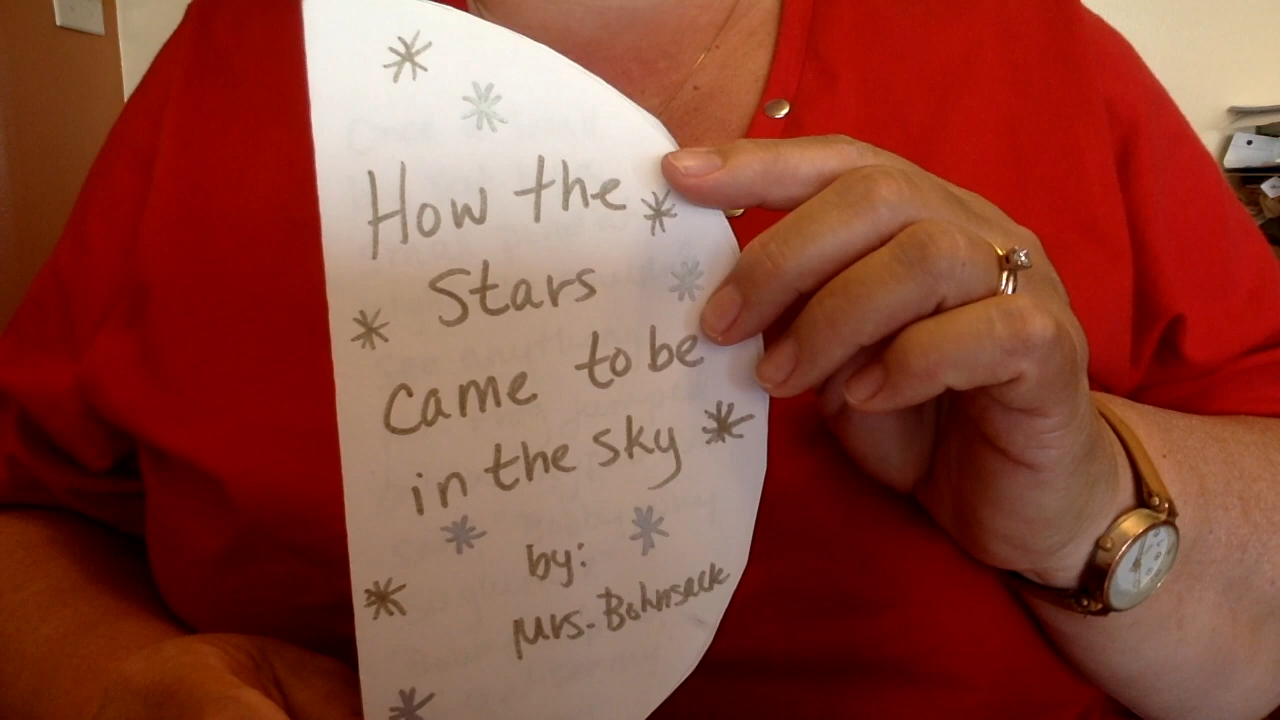 How the
Stars
came to be
in the sky
by:
Mrs. Bohnsack